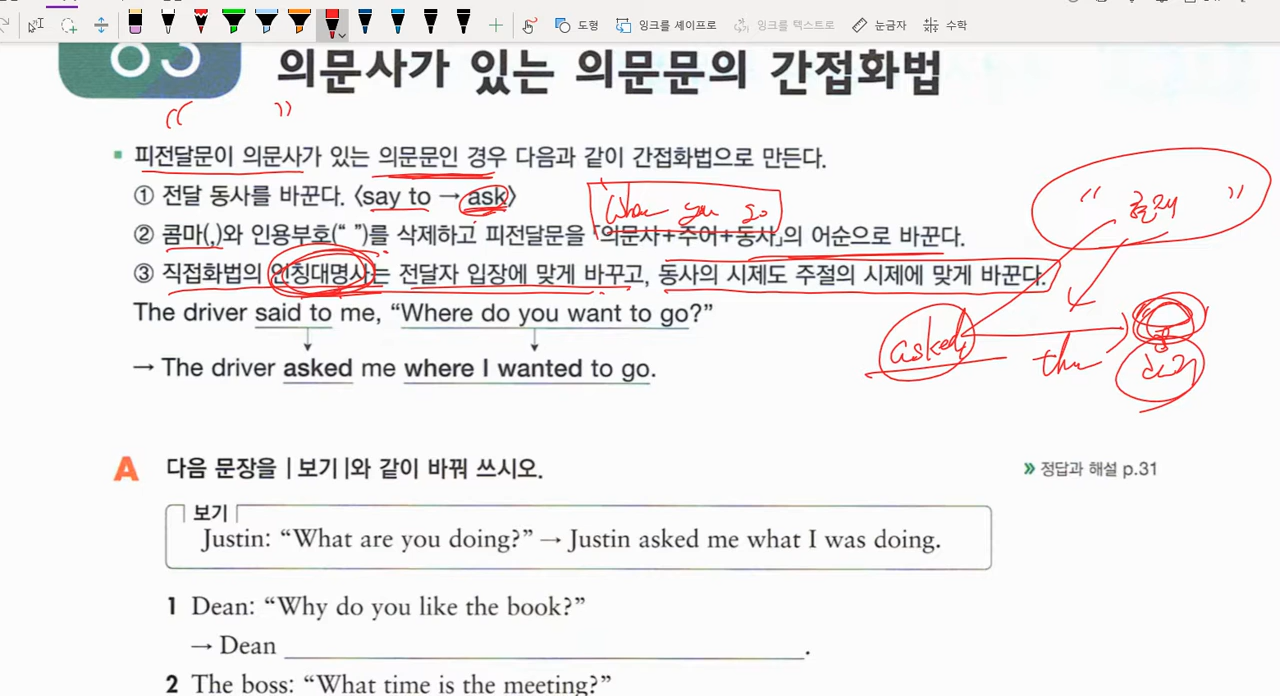 도형 잉크를 셰이프로 잉크를 텍스트로 눈금자 수학
63 의문사가 있는 의문문의 간접화법
“ ”
피전달문이 의문사가 있는 의문문인 경우 다음과 같이 간접화법으로 만든다.
① 전달 동사를 바꾼다. 〈say to → ask〉
② 콤마(,)와 인용부호(“ ”)를 삭제하고 피전달문을 「의문사+주어+동사」의 어순으로 바꾼다.
③ 직접화법의 인칭대명사는 전달자 입장에 맞게 바꾸고, 동사의 시제도 주절의 시제에 맞게 바꾼다.
The driver said to me, “Where do you want to go?”
→ The driver asked me where I wanted to go.
you go
“ ”
asked
A 다음 문장을 |보기|와 같이 바꿔 쓰시오.
» 정답과 해설 p.31
보기
Justin: “What are you doing?” → Justin asked me what I was doing.
1 Dean: “Why do you like the book?”
→ Dean .
2 The boss: “What time is the meeting?”